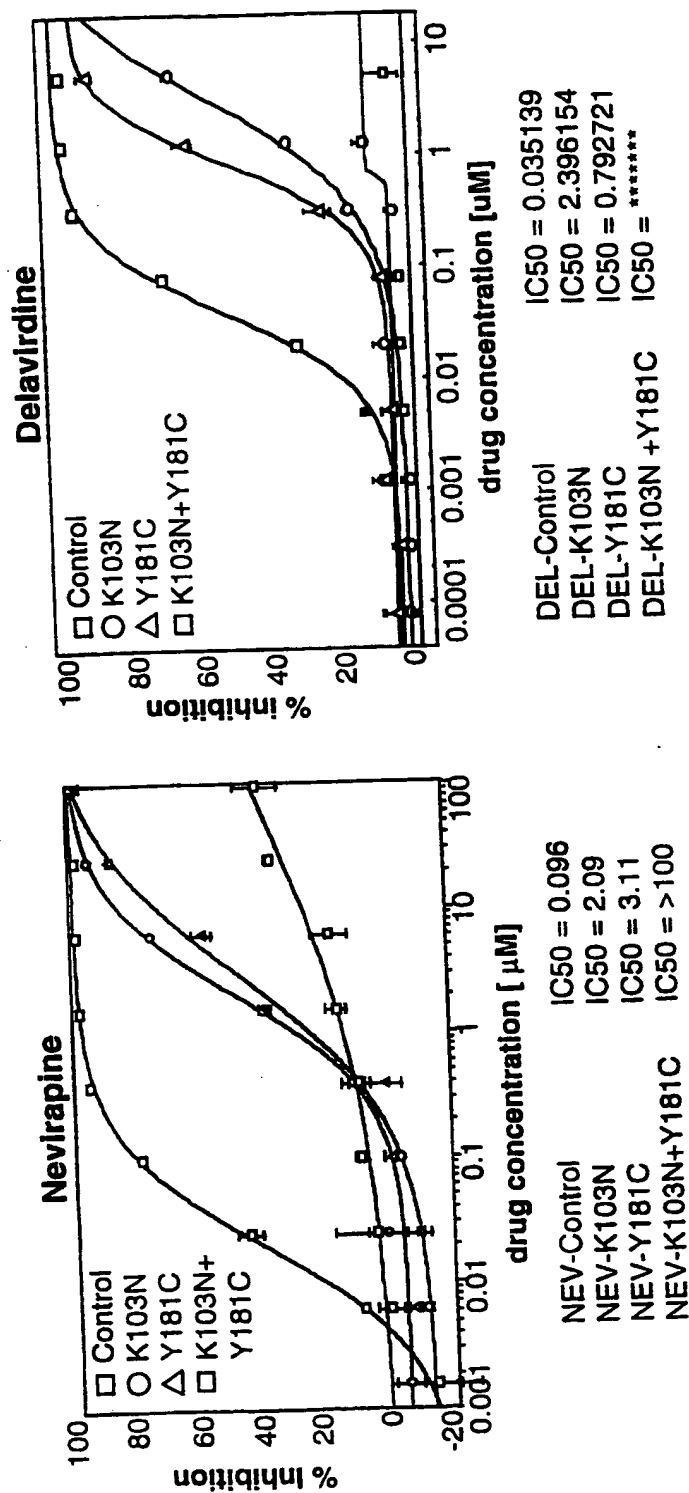 Nevirapine
% Inhibition
100
80
60
40
20
0
-20
□ Control
○ K103N
△ Y181C
□ K103N+
Y181C
0.001
0.01
0.1
1
10
100
drug concentration [ µM]
NEV-Control IC50 = 0.096
NEV-K103N IC50 = 2.09
NEV-Y181C IC50 = 3.11
NEV-K103N+Y181C IC50 = >100
Delavirdine
% inhibition
100
80
60
40
20
0
□ Control
○ K103N
△ Y181C
□ K103N+Y181C
0.0001
0.001
0.01
0.1
1
10
drug concentration [uM]
DEL-Control IC50 = 0.035139
DEL-K103N IC50 = 2.396154
DEL-Y181C IC50 = 0.792721
DEL-K103N +Y181C IC50 = *******